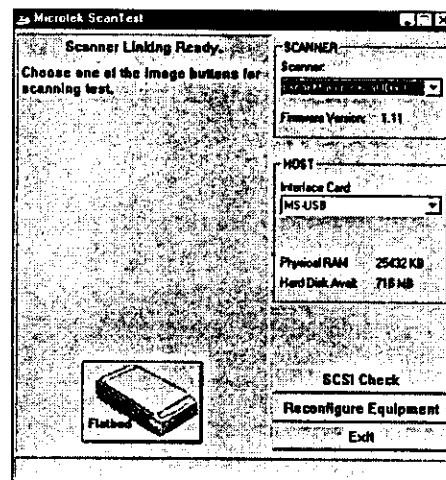 Microtek ScanTest
Scanner Linking Ready.
Choose one of the Image buttons for
scanning test.
Flatbed
SCANNER
Scanner:
Firmware Version: 1.11
HOST
Interface Card:
MS-USB
Physical RAM 25432 KB
Hard Disk Avail: 718 MB
SCSI Check
Reconfigure Equipment
Exit